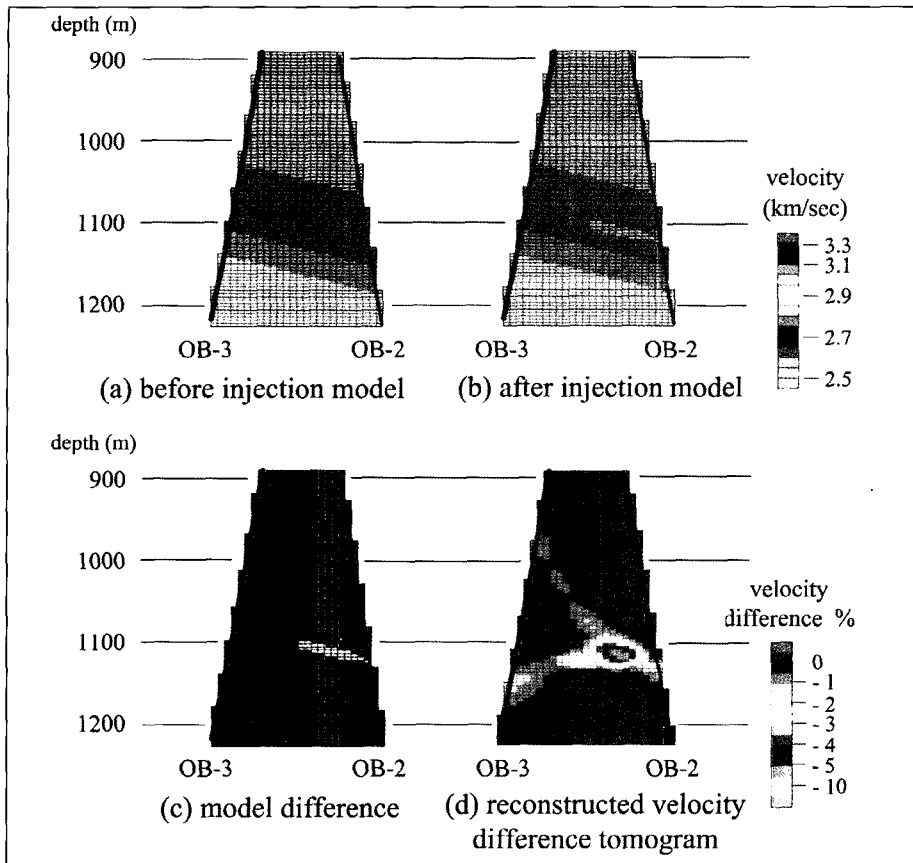 depth (m)
900
1000
1100
1200
OB-3
OB-2
OB-3
OB-2
(a) before injection model
(b) after injection model
velocity
(km/sec)
3.3
3.1
2.9
2.7
2.5
depth (m)
900
1000
1100
1200
OB-3
OB-2
OB-3
OB-2
(c) model difference
(d) reconstructed velocity
difference tomogram
velocity
difference %
0
- 1
- 2
- 3
- 4
- 5
- 10